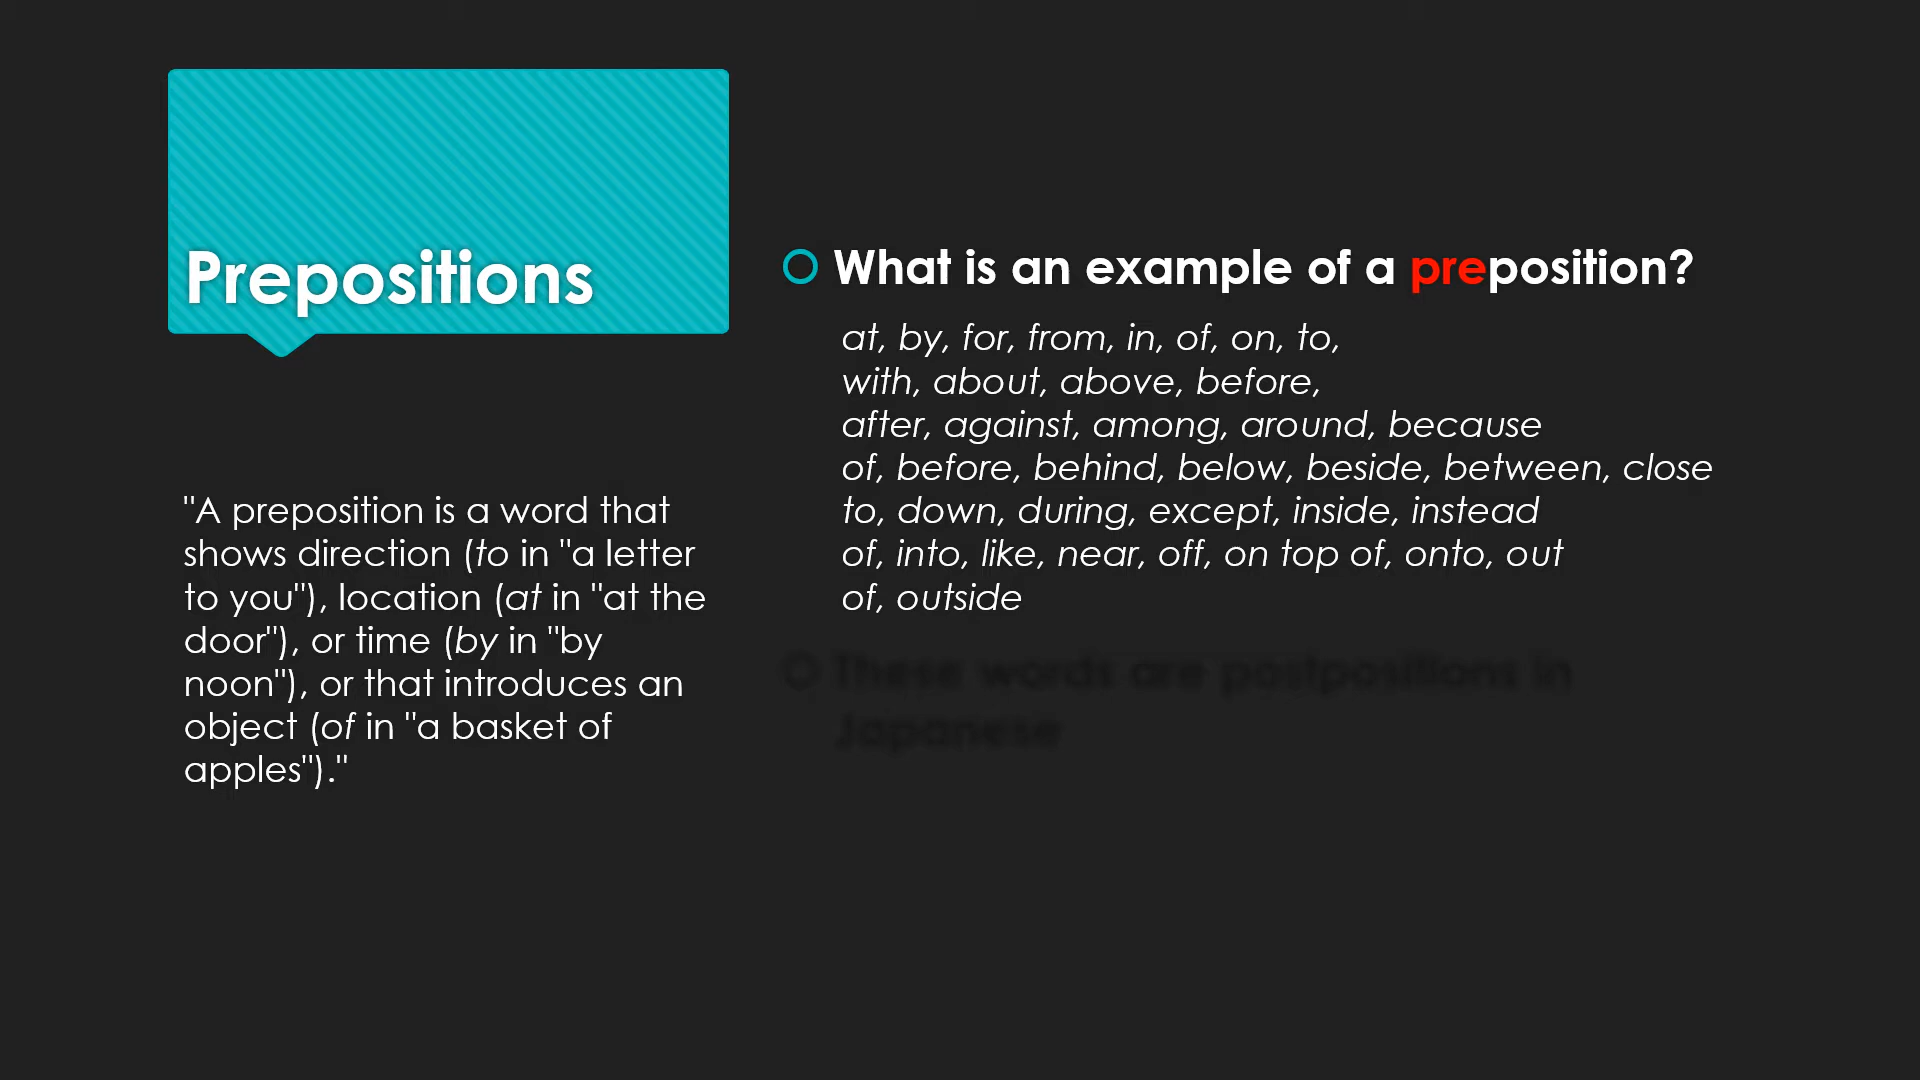 Prepositions
"A preposition is a word that
shows direction (to in "a letter
to you"), location (at in "at the
door"), or time (by in "by
noon"), or that introduces an
object (of in "a basket of
apples")."
What is an example of a preposition?
at, by, for, from, in, of, on, to,
with, about, above, before,
after, against, among, around, because
of, before, behind, below, beside, between, close
to, down, during, except, inside, instead
of, into, like, near, off, on top of, onto, out
of, outside
These words are postpositions in
Japanese